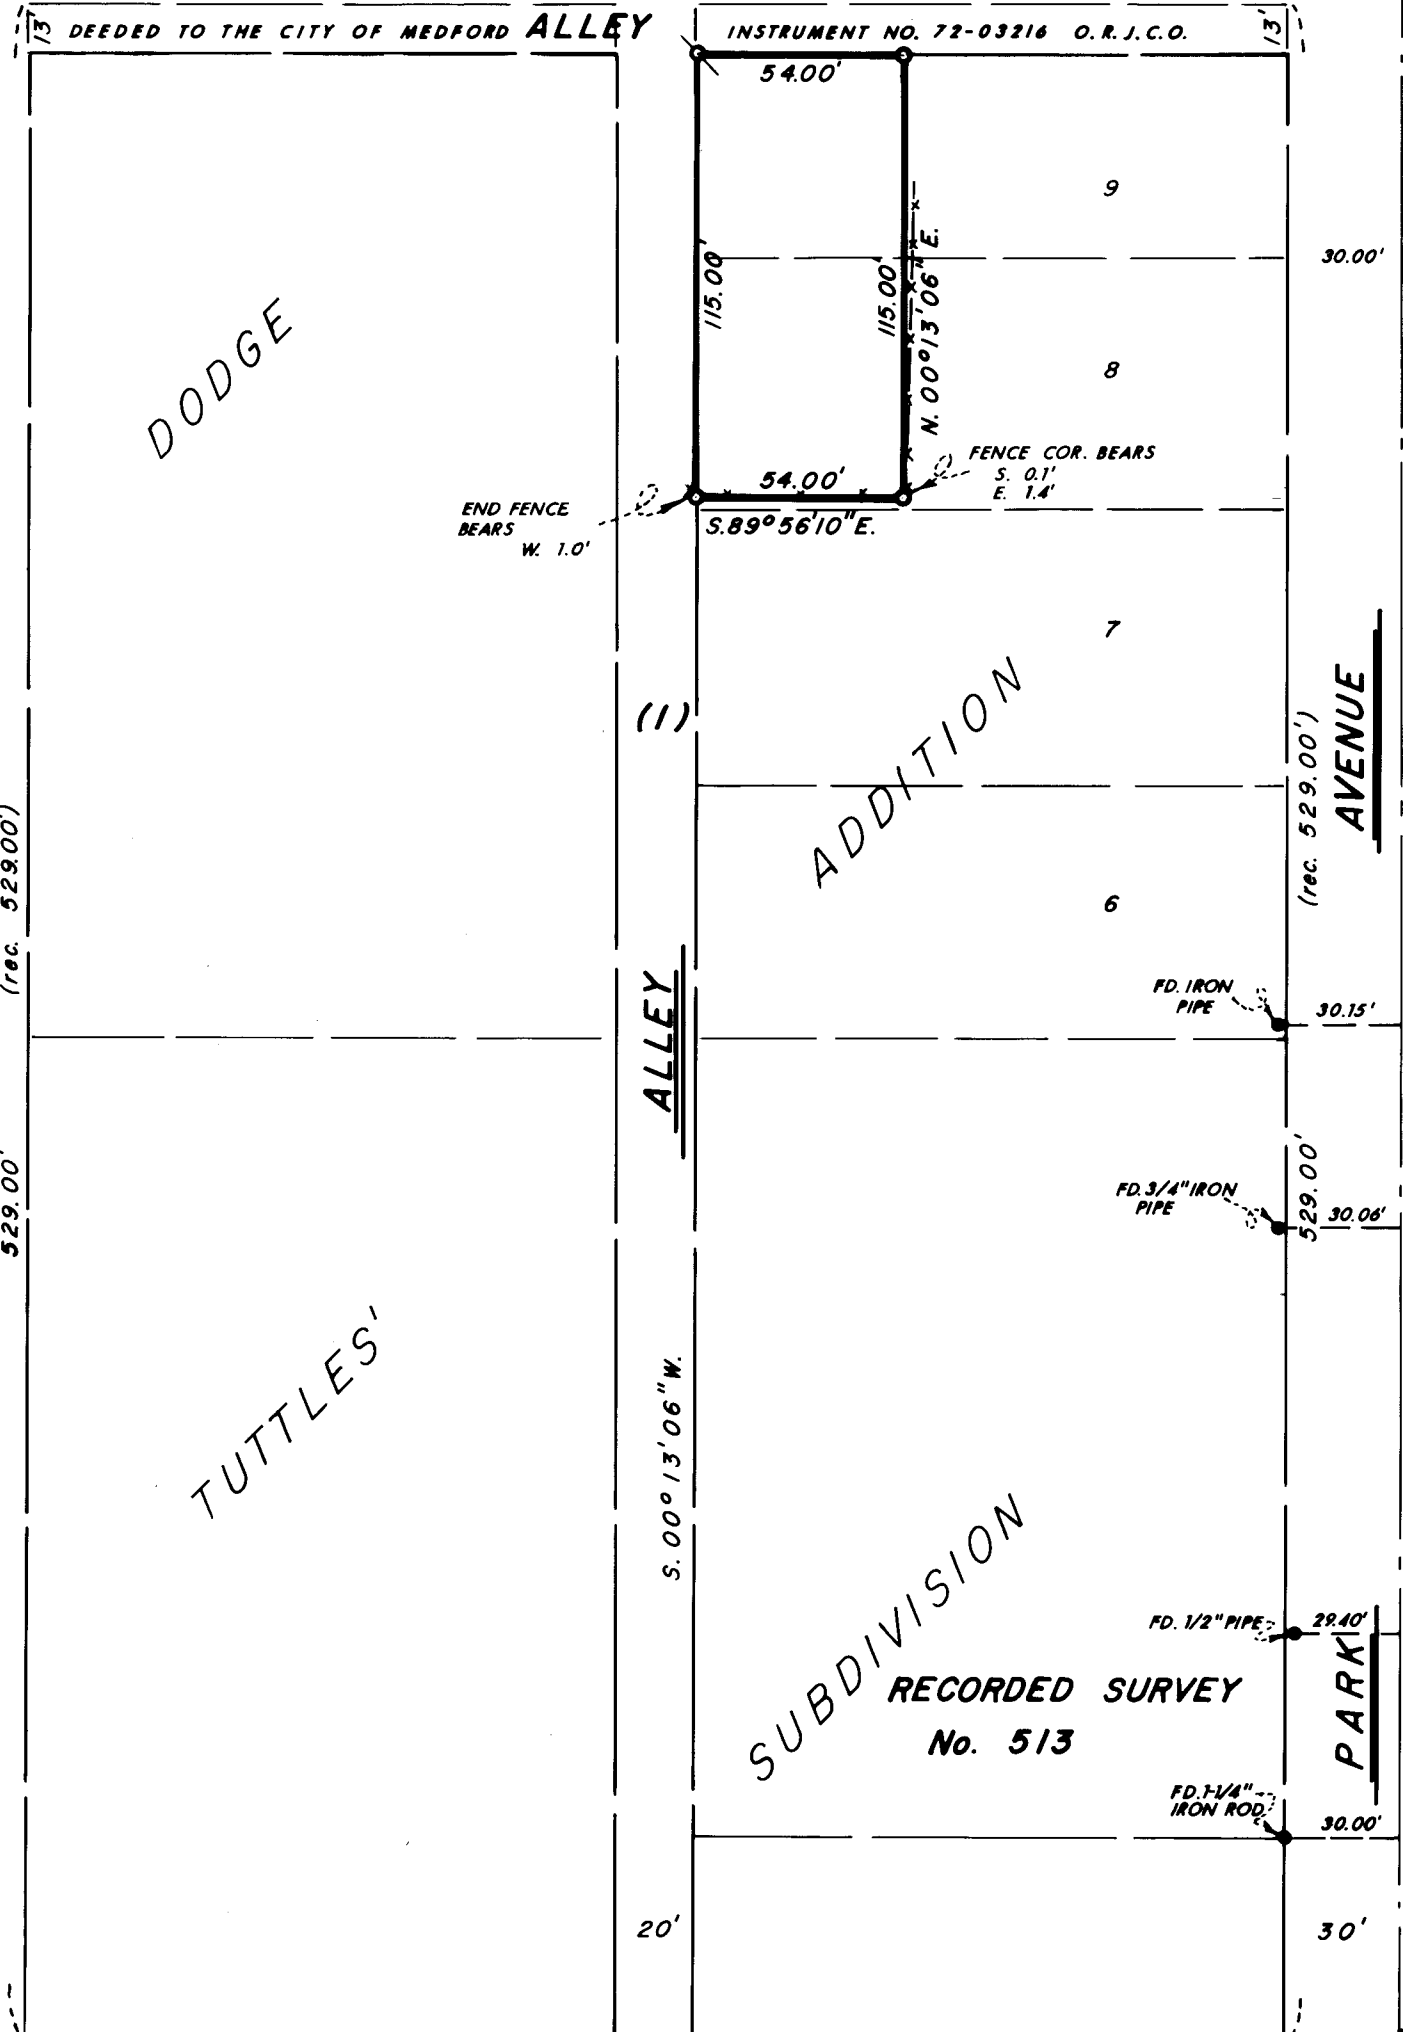 13' DEEDED TO THE CITY OF MEDFORD ALLEY INSTRUMENT NO. 72-03216 O.R.J.C.O. 13'
54.00'
9
115.00'
115.00'
N. 00° 13' 06" E.
30.00'
DODGE
8
FENCE COR. BEARS
S. 0.1'
E. 1.4'
54.00'
END FENCE
BEARS
W. 1.0'
S. 89° 56' 10" E.
7
(1)
ADDITION
AVENUE
(rec. 529.00')
(rec. 529.00')
6
FD. IRON
PIPE
30.15'
ALLEY
529.00'
529.00'
FD. 3/4" IRON
PIPE
30.06'
TUTTLES'
S. 00° 13' 06" W.
SUBDIVISION
FD. 1/2" PIPE
29.40'
RECORDED SURVEY
No. 513
PARK
FD. 1-1/4"
IRON ROD
30.00'
20'
30'